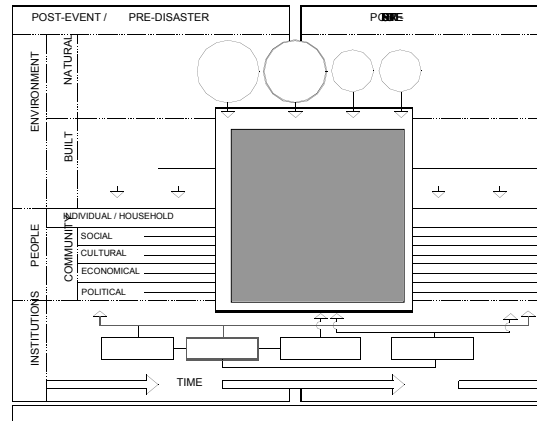 POST-EVENT / PRE-DISASTER
ENVIRONMENT
NATURAL
BUILT
PEOPLE
INDIVIDUAL / HOUSEHOLD
COMMUNITY
SOCIAL
CULTURAL
ECONOMICAL
POLITICAL
INSTITUTIONS
TIME